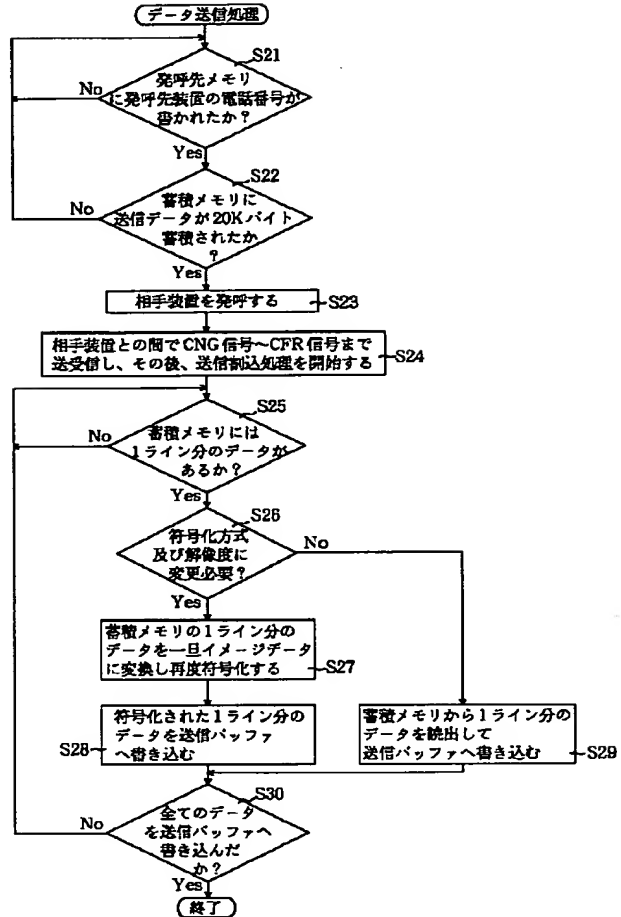 データ送信処理
S21
発呼先メモリ
に発呼先装置の電話番号が
書かれたか?
No
Yes
S22
蓄積メモリに
送信データが20Kバイト
蓄積されたか
?
No
Yes
相手装置を発呼する
S23
相手装置との間でCNG信号~CFR信号まで
送受信し、その後、送信割込処理を開始する
S24
S25
蓄積メモリには
1ライン分のデータが
あるか?
No
Yes
S26
符号化方式
及び解像度に
変更必要?
No
Yes
蓄積メモリの1ライン分の
データを一旦イメージデータ
に変換し再度符号化する
S27
符号化された1ライン分の
データを送信バッファ
へ書き込む
S28
蓄積メモリから1ライン分の
データを読出して
送信バッファへ書き込む
S29
S30
全てのデータ
を送信バッファへ
書き込んだ
か?
No
Yes
終了